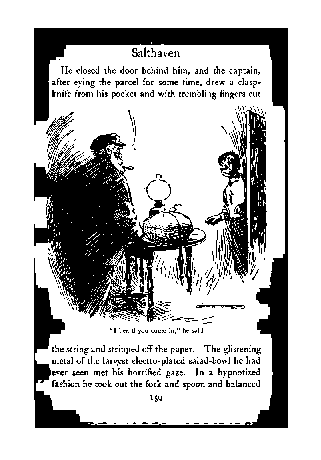 Salthaven
He closed the door behind him, and the captain,
after eying the parcel for some time, drew a clasp-
knife from his pocket and with trembling fingers cut
you come in," he said
the string and stripped off the paper. The glistening
metal of the largest electro-plated salad-bowl he had
ever seen met his horrified gaze. In a hypnotized
fashion he took out the fork and spoon and balanced